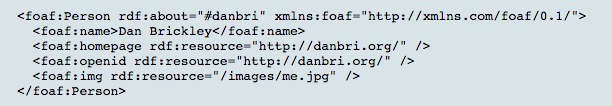 <foaf:Person rdf:about="#danbri" xmlns:foaf="http://xmlns.com/foaf/0.1/">
  <foaf:name>Dan Brickley</foaf:name>
  <foaf:homepage rdf:resource="http://danbri.org/" />
  <foaf:openid rdf:resource="http://danbri.org/" />
  <foaf:img rdf:resource="/images/me.jpg" />
</foaf:Person>